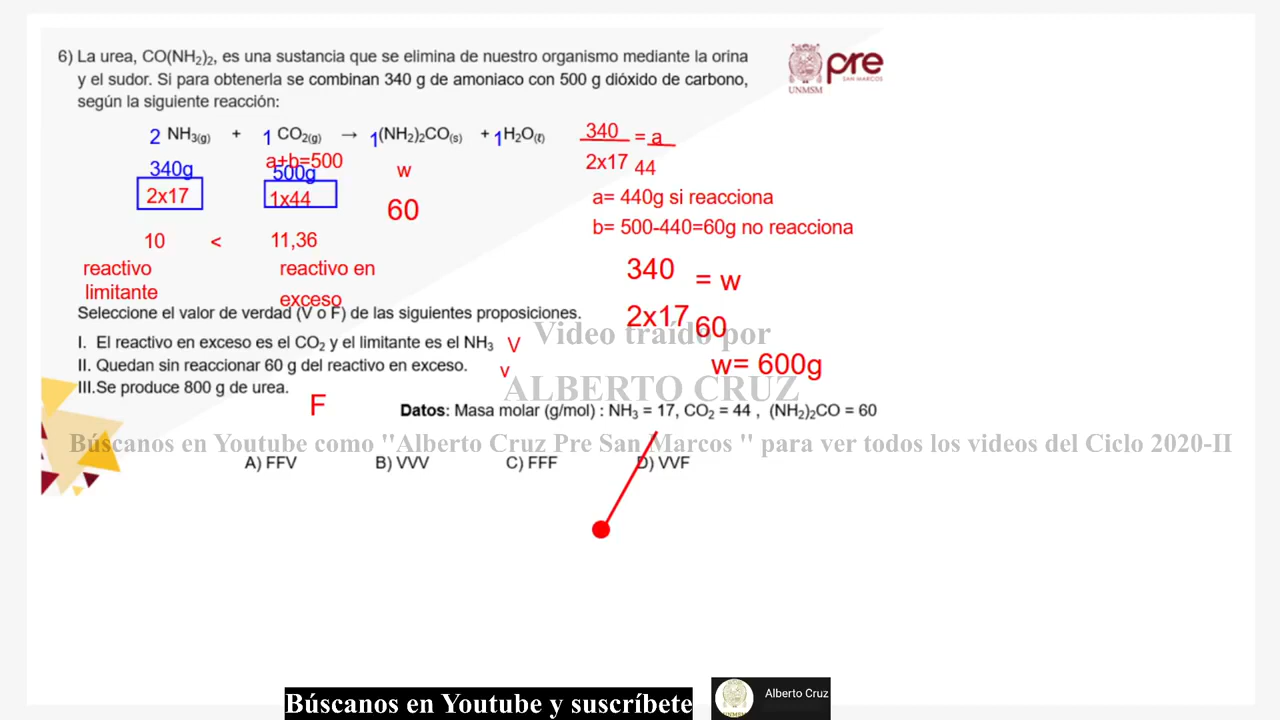 6) La urea, CO(NH2)2, es una sustancia que se elimina de nuestro organismo mediante la orina
y el sudor. Si para obtenerla se combinan 340 g de amoniaco con 500 g dióxido de carbono,
según la siguiente reacción:
pre
SAN MARCOS
UNMSM
2 NH3(g) + 1 CO2(g) → 1(NH2)2CO(s) + 1H2O(ℓ)
340g
a+b=500
500g
w
2x17
1x44
60
340 = a
2x17 44
a= 440g si reacciona
b= 500-440=60g no reacciona
10 < 11,36
reactivo
limitante
reactivo en
exceso
340 = w
2x17 60
w= 600g
Seleccione el valor de verdad (V o F) de las siguientes proposiciones.
I. El reactivo en exceso es el CO2 y el limitante es el NH3 V
II. Quedan sin reaccionar 60 g del reactivo en exceso. v
III.Se produce 800 g de urea.
F
Video traído por
ALBERTO CRUZ
Datos: Masa molar (g/mol) : NH3 = 17, CO2 = 44 , (NH2)2CO = 60
Búscanos en Youtube como "Alberto Cruz Pre San Marcos " para ver todos los videos del Ciclo 2020-II
A) FFV B) VVV C) FFF D) VVF
Búscanos en Youtube y suscríbete
Alberto Cruz
UNMSM